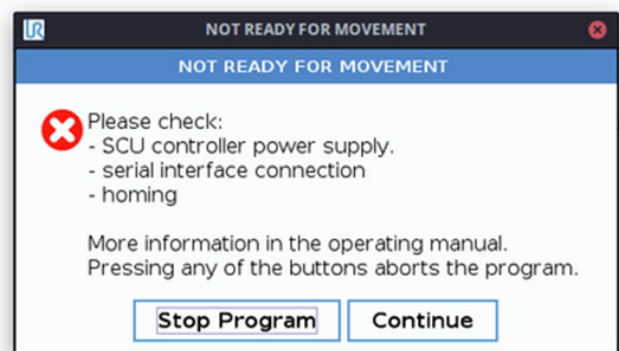 UR
NOT READY FOR MOVEMENT
NOT READY FOR MOVEMENT
Please check:
- SCU controller power supply.
- serial interface connection
- homing
More information in the operating manual.
Pressing any of the buttons aborts the program.
Stop Program
Continue